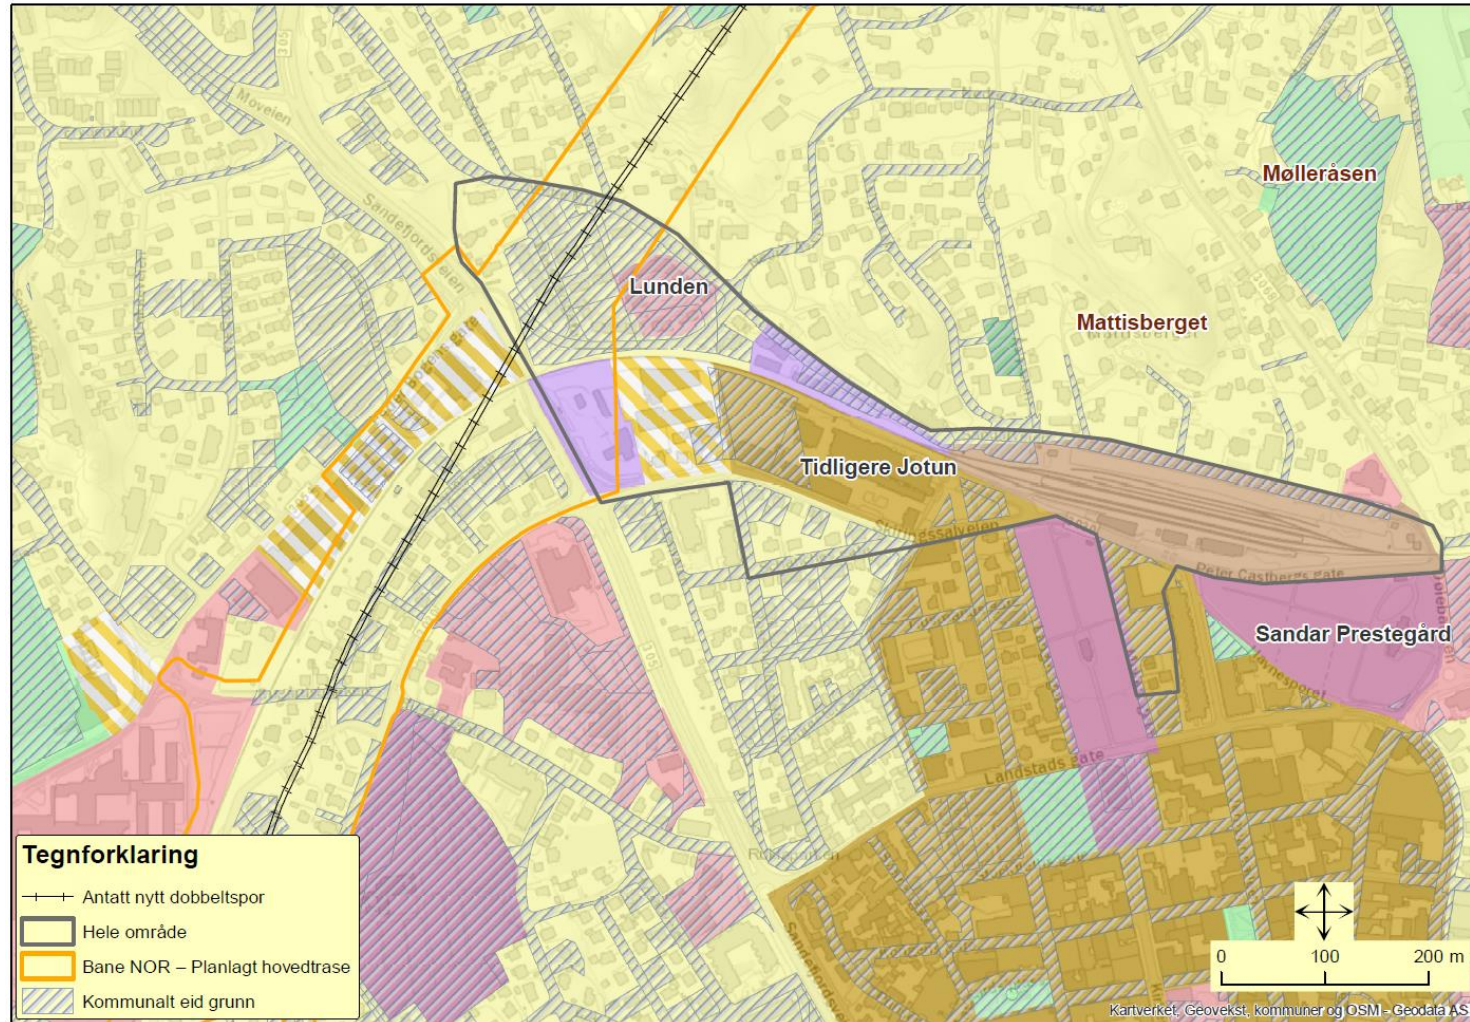 Moveien
Sandefjordsveien
Mølleråsen
Lunden
Mattisberget
Mattisberget
Tidligere Jotun
Skiringssalveien
Peter Castbergs gate
Sandar Prestegård
Landstads gate
Tegnforklaring
Antatt nytt dobbeltspor
Hele område
Bane NOR – Planlagt hovedtrase
Kommunalt eid grunn
0 100 200 m
Kartverket, Geovekst, kommuner og OSM - Geodata AS